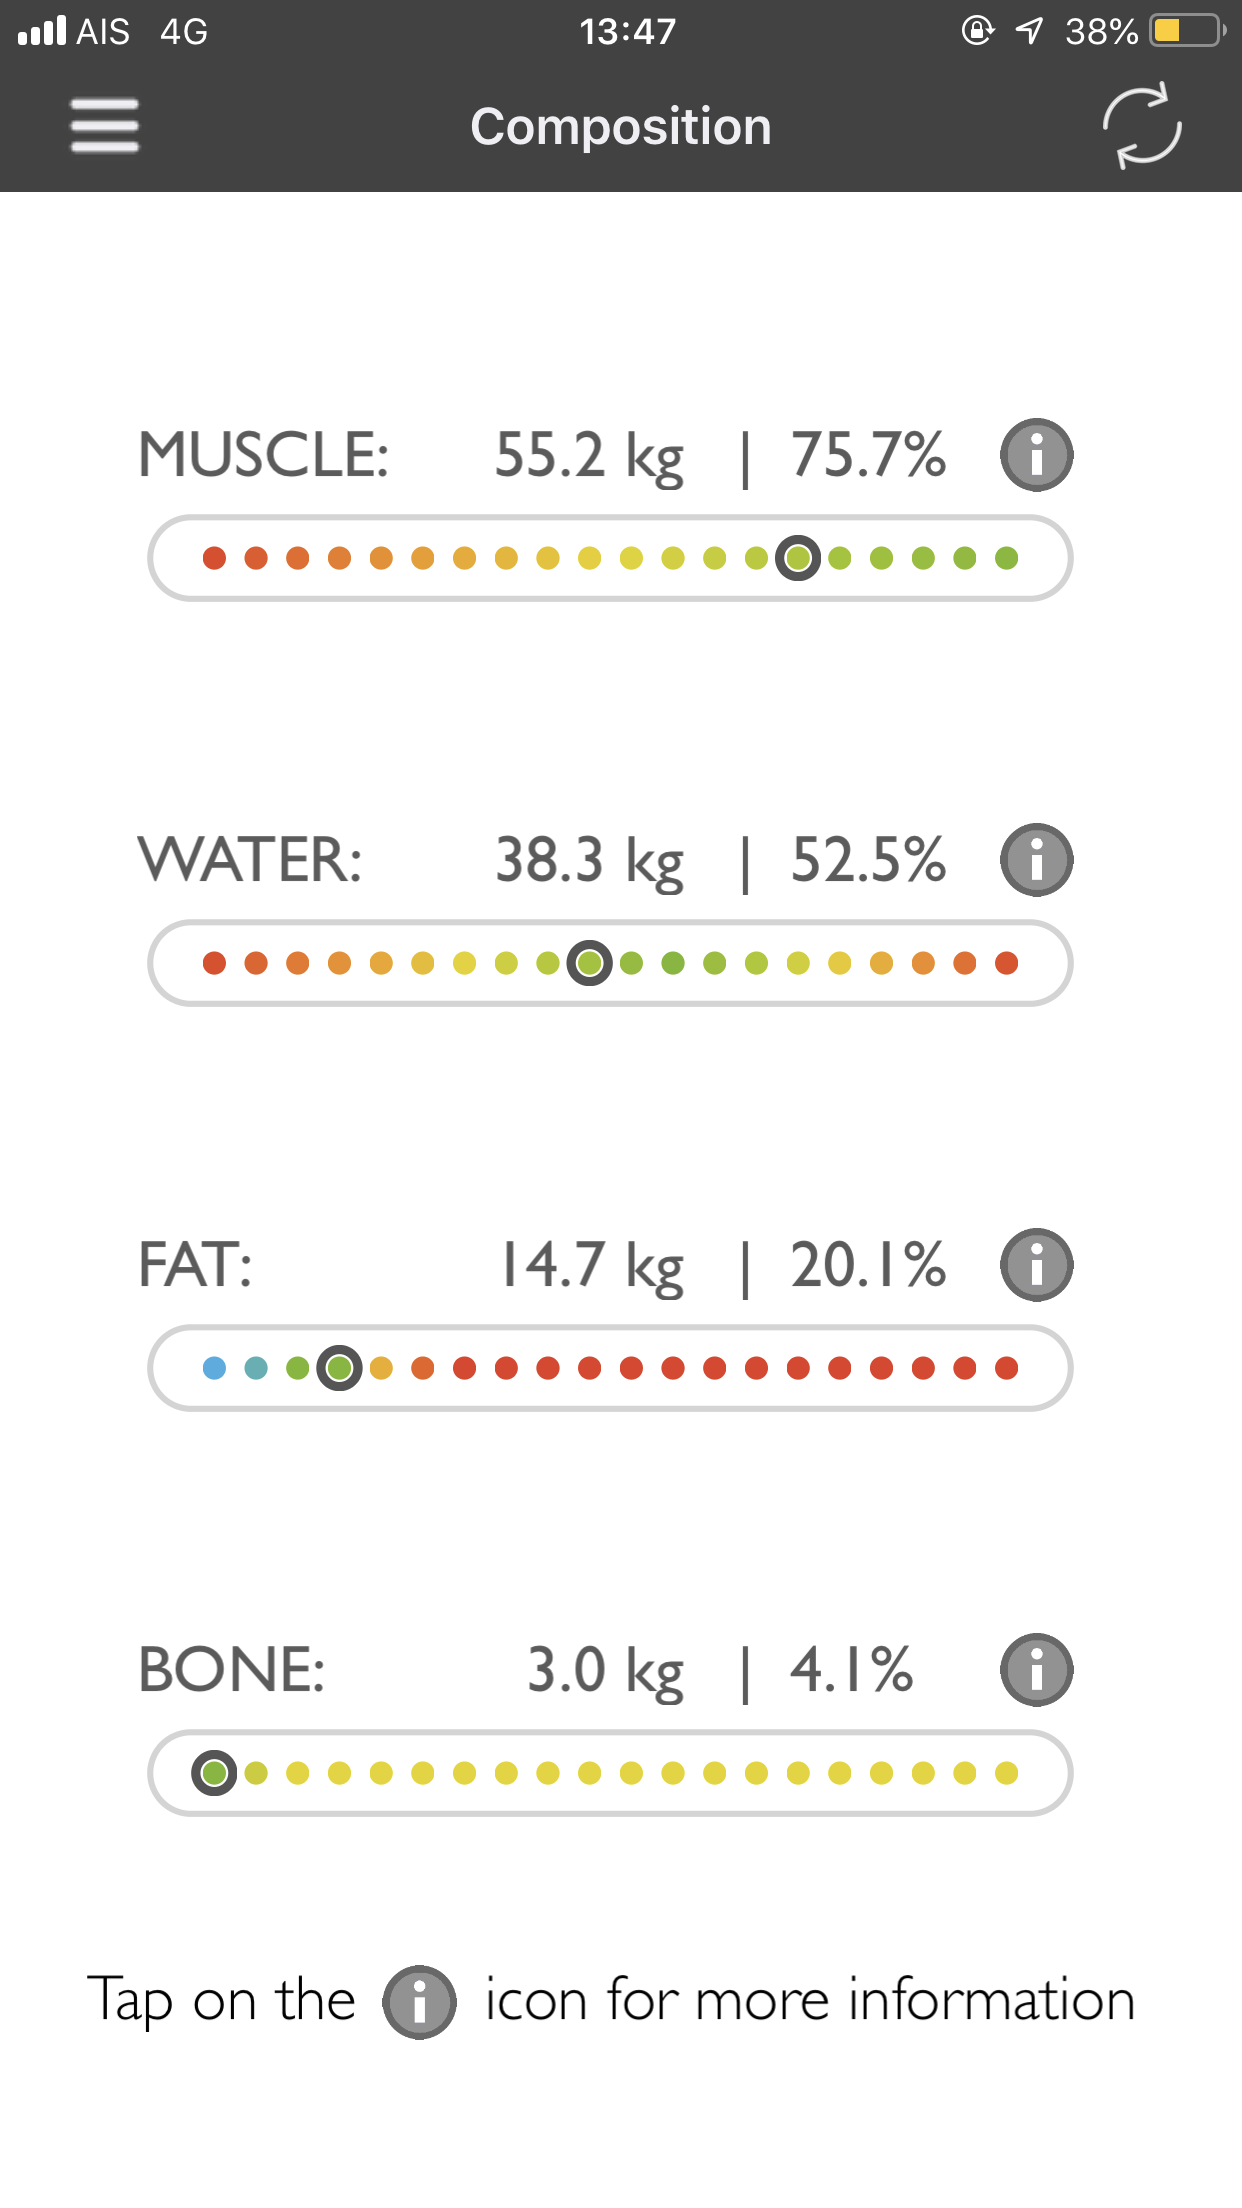 AIS 4G 13:47 38%
Composition
MUSCLE: 55.2 kg | 75.7%
WATER: 38.3 kg | 52.5%
FAT: 14.7 kg | 20.1%
BONE: 3.0 kg | 4.1%
Tap on the i icon for more information